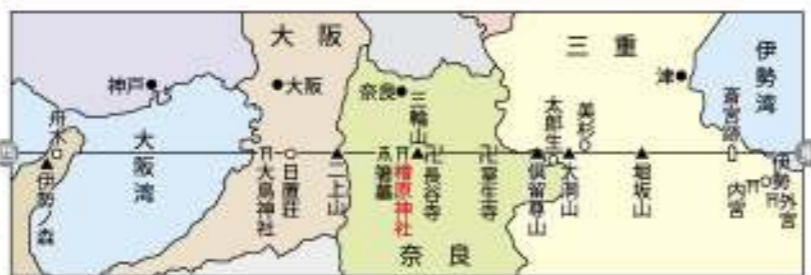 大阪
三重
伊勢湾
神戸
大阪
奈良
津
三輪山
太郎生
美杉
斎宮跡
舟木
大阪湾
伊勢ノ森
大鳥神社
日置荘
二上山
箸墓
檜原神社
長谷寺
室生寺
倶留尊山
大洞山
堀坂山
内宮
伊勢
外宮
奈良